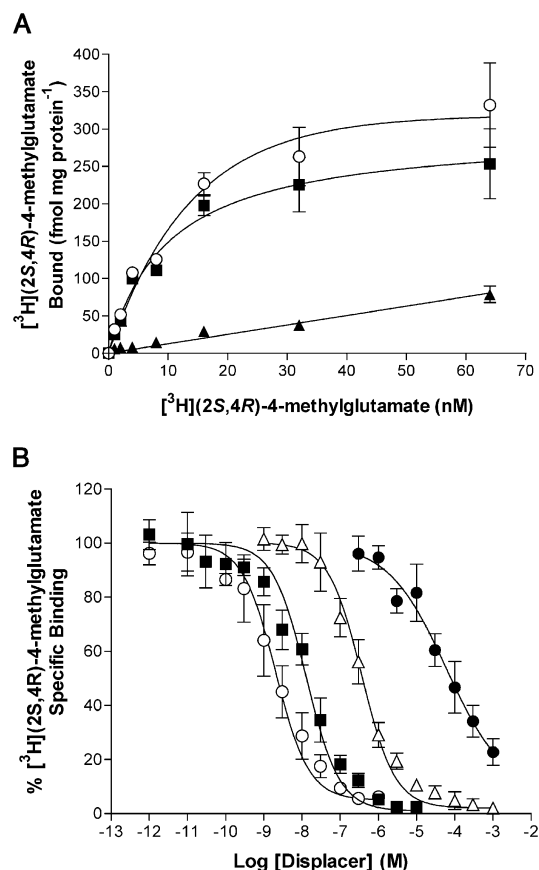 A
[³H](2S,4R)-4-methylglutamate
Bound (fmol mg protein⁻¹)
400
350
300
250
200
150
100
50
0
0 10 20 30 40 50 60 70
[³H](2S,4R)-4-methylglutamate (nM)
B
% [³H](2S,4R)-4-methylglutamate
Specific Binding
120
100
80
60
40
20
0
-13 -12 -11 -10 -9 -8 -7 -6 -5 -4 -3 -2
Log [Displacer] (M)